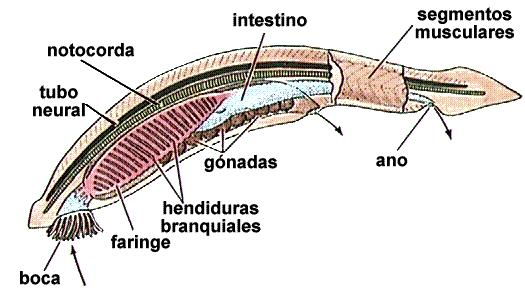 intestino
segmentos
musculares
notocorda
tubo
neural
gónadas
ano
hendiduras
branquiales
faringe
boca